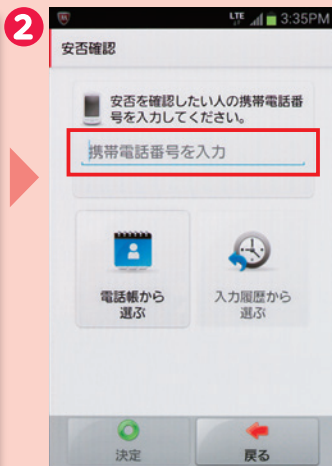 2
LTE 3:35PM
安否確認
安否を確認したい人の携帯電話番
号を入力してください。
携帯電話番号を入力
電話帳から
選ぶ
入力履歴から
選ぶ
決定
戻る